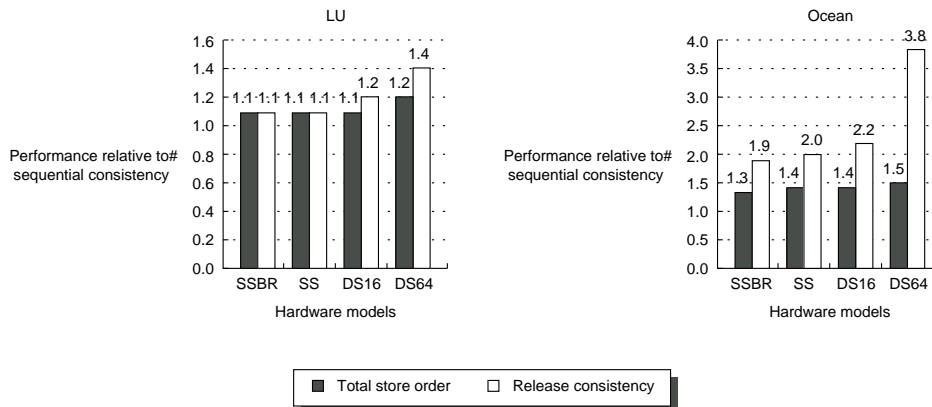 LU
1.6
1.4
1.2
1.0
0.8
0.6
0.4
0.2
0.0
1.1 1.1 1.1 1.1 1.1 1.2 1.2 1.4
Performance relative to#
sequential consistency
SSBR SS DS16 DS64
Hardware models
Ocean
4.0
3.5
3.0
2.5
2.0
1.5
1.0
0.5
0.0
1.3 1.9 1.4 2.0 1.4 2.2 1.5 3.8
Performance relative to#
sequential consistency
SSBR SS DS16 DS64
Hardware models
Total store order Release consistency